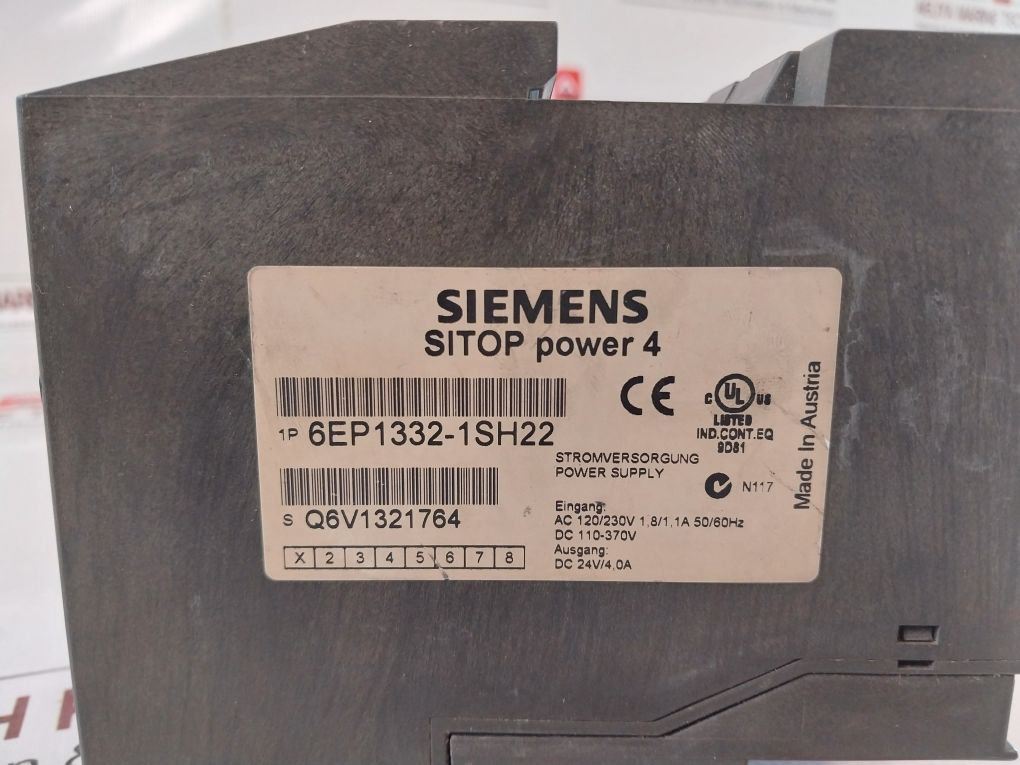 SIEMENS
SITOP power 4
1P 6EP1332-1SH22
S Q6V1321764
X 2 3 4 5 6 7 8
CE
C UL US
LISTED
IND.CONT.EQ
9D81
STROMVERSORGUNG
POWER SUPPLY
N117
Eingang:
AC 120/230V 1,8/1,1A 50/60Hz
DC 110-370V
Ausgang:
DC 24V/4,0A
Made In Austria